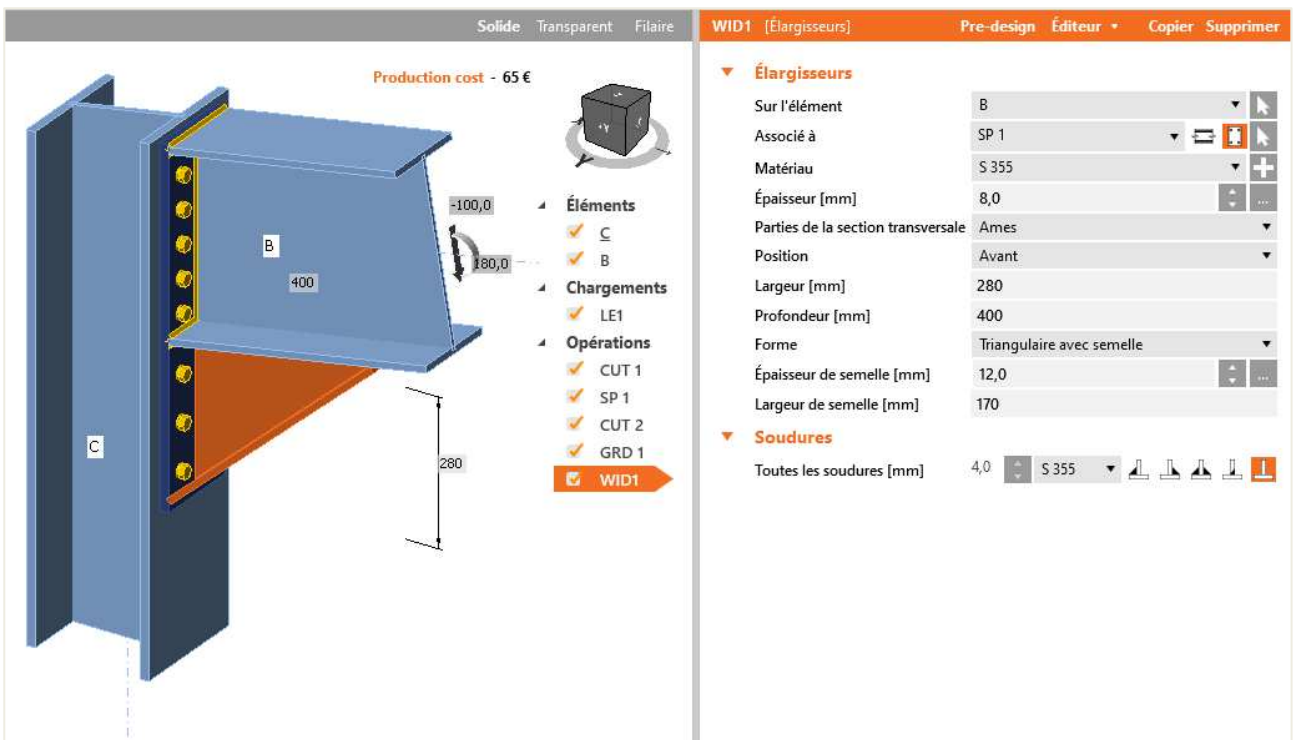 Solide Transparent Filaire
Production cost - 65 €
+Y
-100,0
180,0
B
400
C
280
Éléments
C
B
Chargements
LE1
Opérations
CUT 1
SP 1
CUT 2
GRD 1
WID1
WID1 [Élargisseurs] Pre-design Éditeur Copier Supprimer
Élargisseurs
Sur l'élément B
Associé à SP 1
Matériau S 355
Épaisseur [mm] 8,0 ...
Parties de la section transversale Ames
Position Avant
Largeur [mm] 280
Profondeur [mm] 400
Forme Triangulaire avec semelle
Épaisseur de semelle [mm] 12,0 ...
Largeur de semelle [mm] 170
Soudures
Toutes les soudures [mm] 4,0 S 355